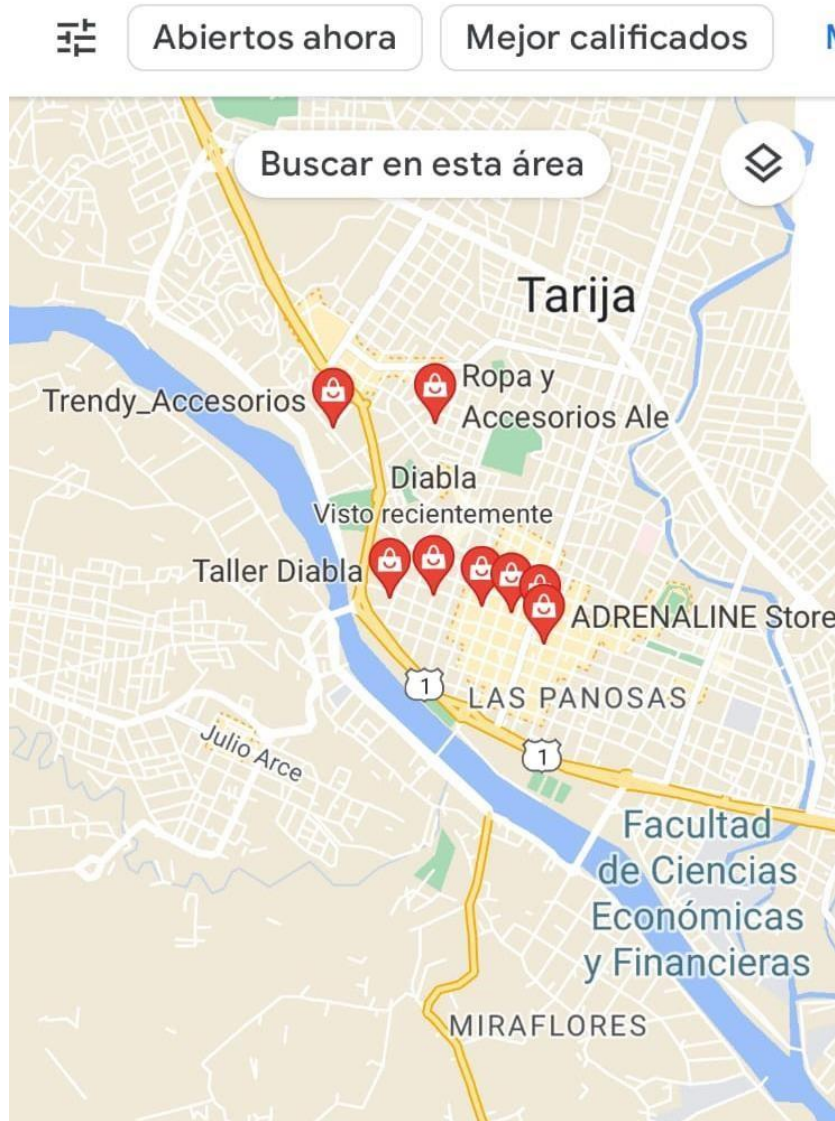 Abiertos ahora
Mejor calificados
Buscar en esta área
Tarija
Trendy_Accesorios
Ropa y
Accesorios Ale
Diabla
Visto recientemente
Taller Diabla
ADRENALINE Store
1
LAS PANOSAS
Julio Arce
1
Facultad
de Ciencias
Económicas
y Financieras
MIRAFLORES